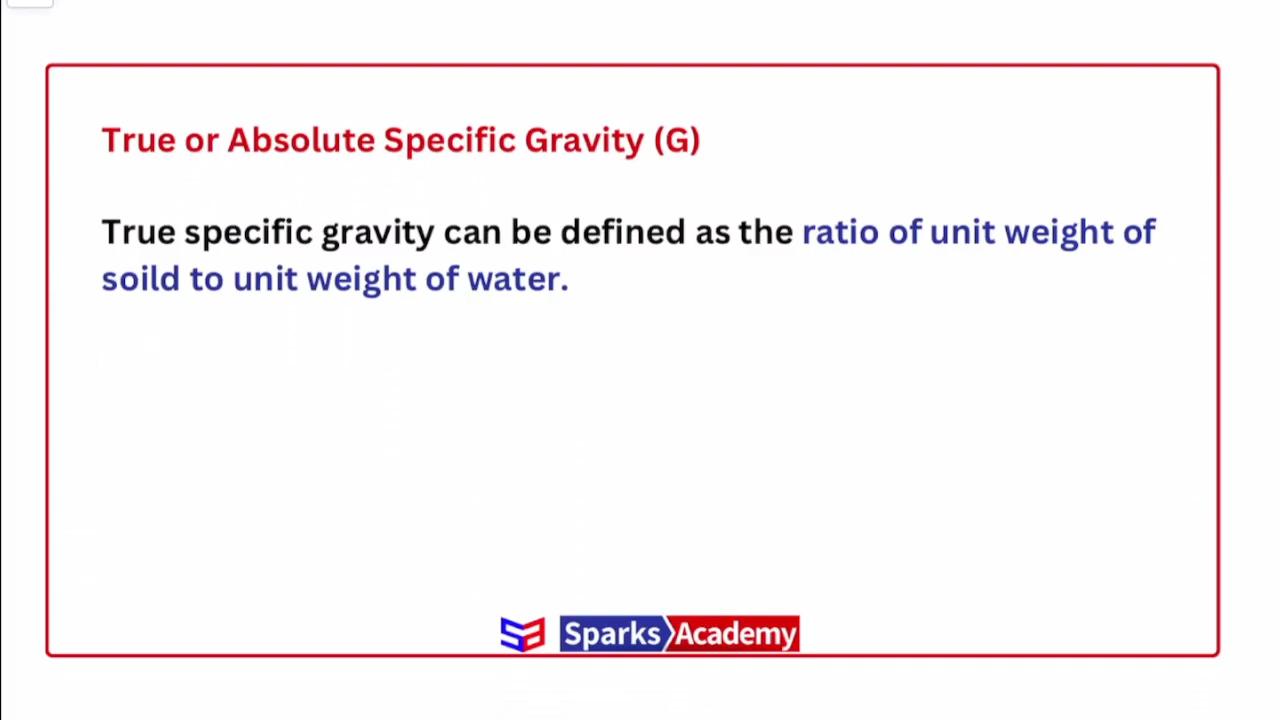 True or Absolute Specific Gravity (G)
True specific gravity can be defined as the ratio of unit weight of
soild to unit weight of water.
Sparks Academy